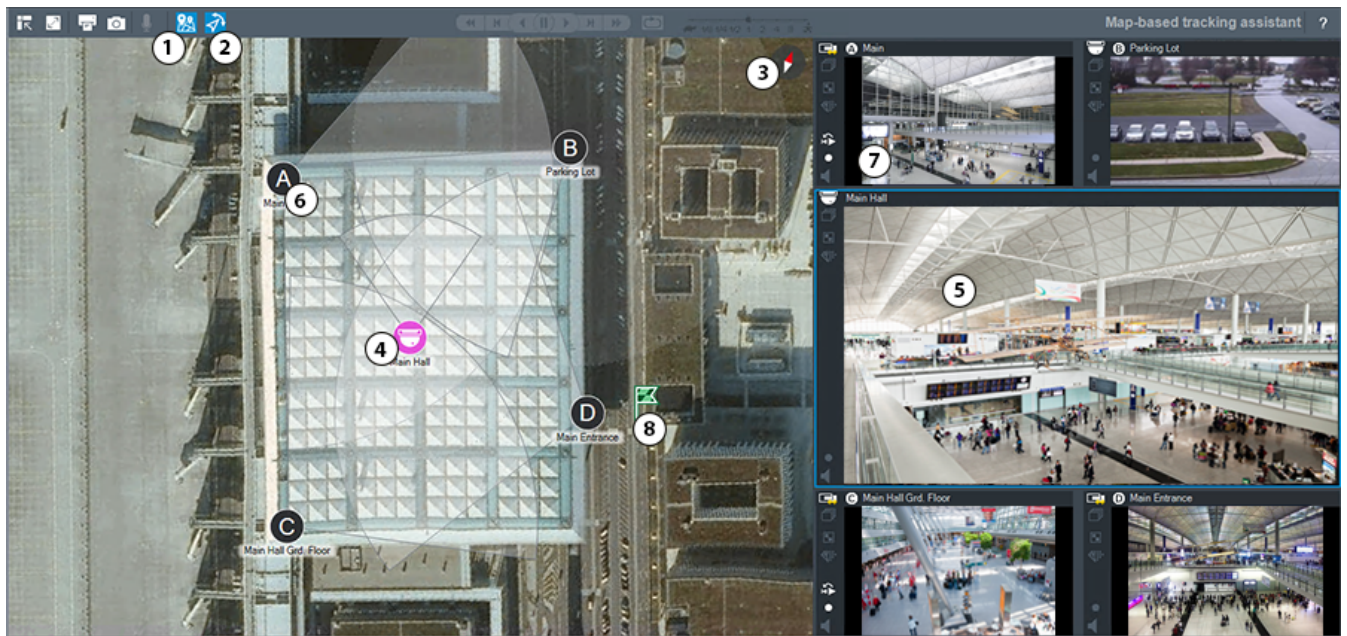 Map-based tracking assistant ?
1
2
3
A Main
B Parking Lot
B
Parking Lot
A
6
7
Main Hall
5
4
Main Hall
D
Main Entrance
8
C
Main Hall Grd. Floor
C Main Hall Grd. Floor
D Main Entrance